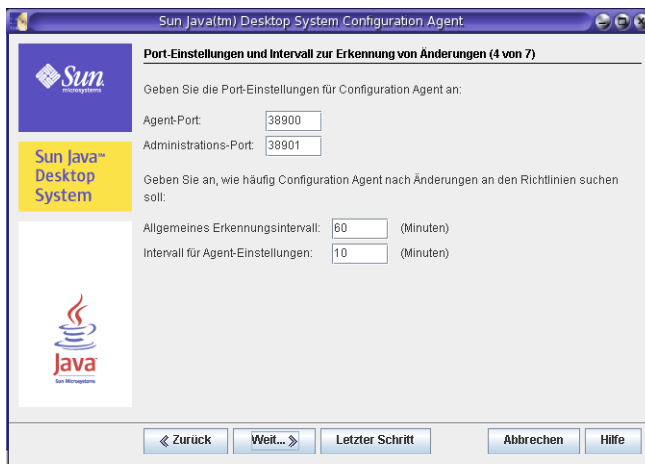 Sun Java(tm) Desktop System Configuration Agent
Sun
microsystems
Sun Java™
Desktop
System
Java
Sun Microsystems
Port-Einstellungen und Intervall zur Erkennung von Änderungen (4 von 7)
Geben Sie die Port-Einstellungen für Configuration Agent an:
Agent-Port: 38900
Administrations-Port: 38901
Geben Sie an, wie häufig Configuration Agent nach Änderungen an den Richtlinien suchen
soll:
Allgemeines Erkennungsintervall: 60 (Minuten)
Intervall für Agent-Einstellungen: 10 (Minuten)
Zurück Weit... Letzter Schritt Abbrechen Hilfe